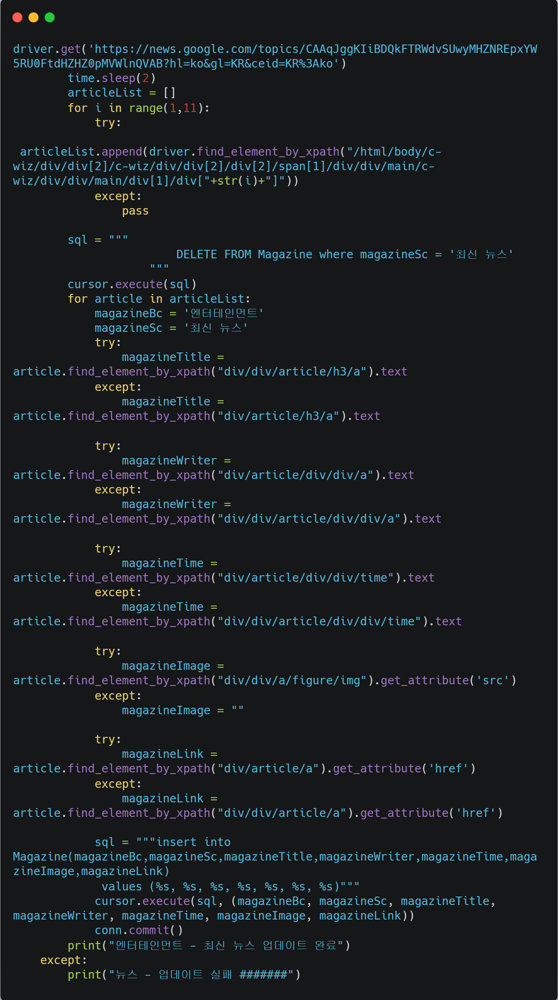 driver.get('https://news.google.com/topics/CAAqJggKIiBDQkFTRWdvSUwyMHZNREpxYW
5RU0FtdHZHZ0pMVWlnQVAB?hl=ko&gl=KR&ceid=KR%3Ako')
        time.sleep(2)
        articleList = []
        for i in range(1,11):
            try:

 articleList.append(driver.find_element_by_xpath("/html/body/c-
wiz/div/div[2]/c-wiz/div/div[2]/div[2]/span[1]/div/div/main/c-
wiz/div/div/main/div[1]/div["+str(i)+"]"))
            except:
                pass

        sql = """
                        DELETE FROM Magazine where magazineSc = '최신 뉴스'
                    """
        cursor.execute(sql)
        for article in articleList:
            magazineBc = '엔터테인먼트'
            magazineSc = '최신 뉴스'
            try:
                magazineTitle =
article.find_element_by_xpath("div/div/article/h3/a").text
            except:
                magazineTitle =
article.find_element_by_xpath("div/article/h3/a").text

            try:
                magazineWriter =
article.find_element_by_xpath("div/article/div/div/a").text
            except:
                magazineWriter =
article.find_element_by_xpath("div/div/article/div/div/a").text

            try:
                magazineTime =
article.find_element_by_xpath("div/article/div/div/time").text
            except:
                magazineTime =
article.find_element_by_xpath("div/div/article/div/div/time").text

            try:
                magazineImage =
article.find_element_by_xpath("div/div/a/figure/img").get_attribute('src')
            except:
                magazineImage = ""

            try:
                magazineLink =
article.find_element_by_xpath("div/article/a").get_attribute('href')
            except:
                magazineLink =
article.find_element_by_xpath("div/div/article/a").get_attribute('href')

            sql = """insert into
Magazine(magazineBc,magazineSc,magazineTitle,magazineWriter,magazineTime,maga
zineImage,magazineLink)
             values (%s, %s, %s, %s, %s, %s, %s)"""
            cursor.execute(sql, (magazineBc, magazineSc, magazineTitle,
magazineWriter, magazineTime, magazineImage, magazineLink))
            conn.commit()
        print("엔터테인먼트 - 최신 뉴스 업데이트 완료")
    except:
        print("뉴스 - 업데이트 실패 #######")